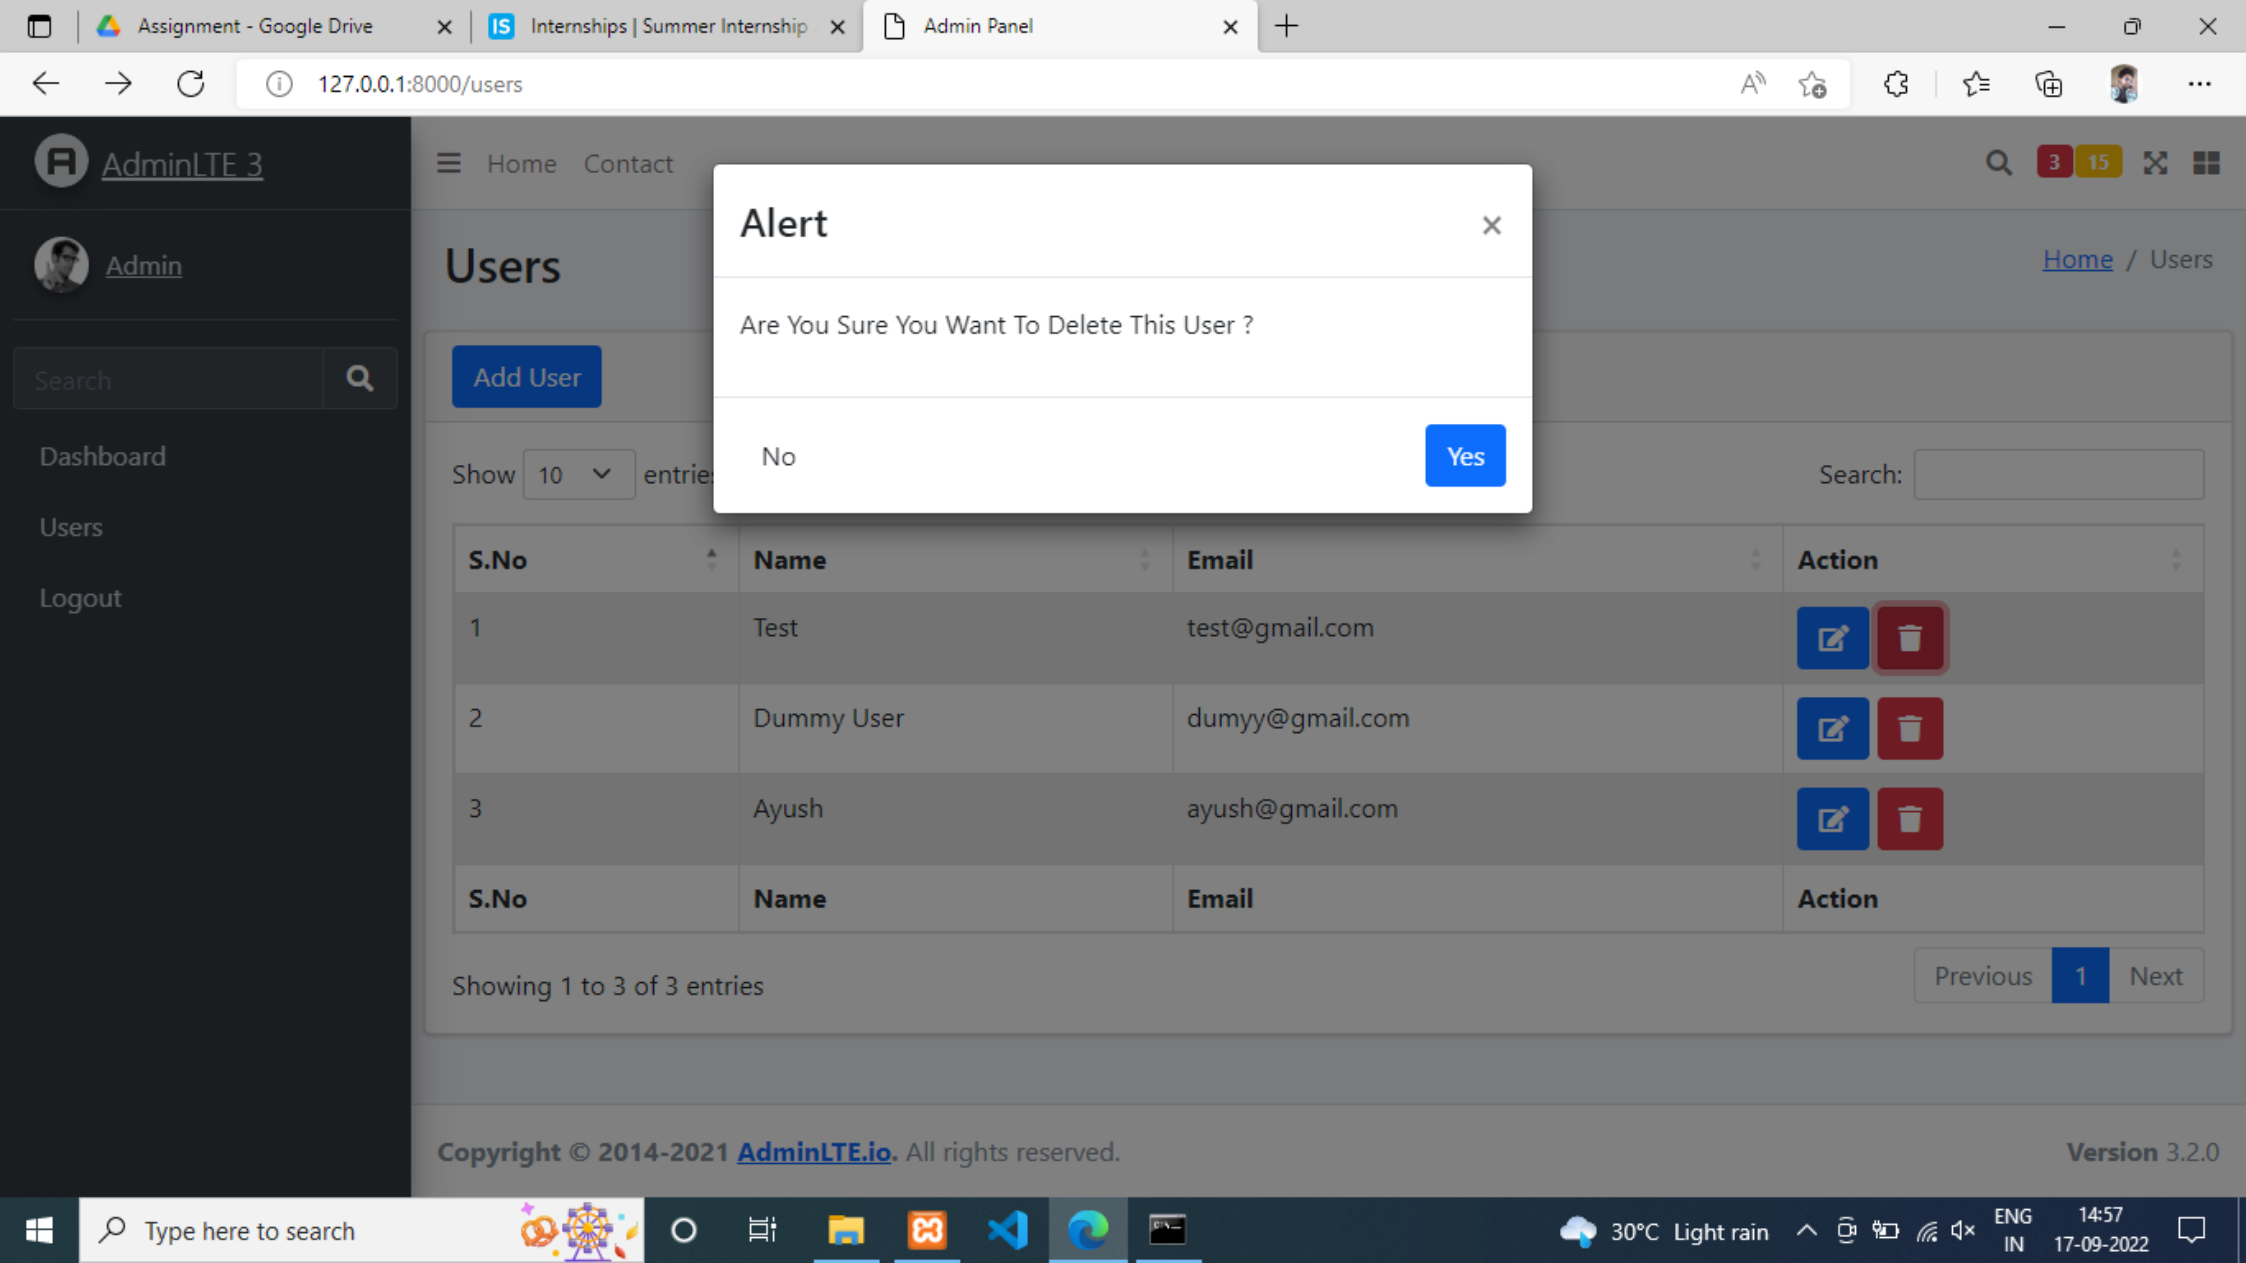 Assignment - Google Drive
Internships | Summer Internship
Admin Panel
127.0.0.1:8000/users
AdminLTE 3
Home Contact
3 15
Admin
Search
Dashboard
Users
Logout
Users
Home / Users
Add User
Alert
×
Are You Sure You Want To Delete This User ?
No Yes
Show 10 entries
Search:
S.No Name Email Action
1 Test test@gmail.com
2 Dummy User dumyy@gmail.com
3 Ayush ayush@gmail.com
S.No Name Email Action
Showing 1 to 3 of 3 entries
Previous 1 Next
Copyright © 2014-2021 AdminLTE.io. All rights reserved.
Version 3.2.0
Type here to search
30°C Light rain
ENG
IN
14:57
17-09-2022